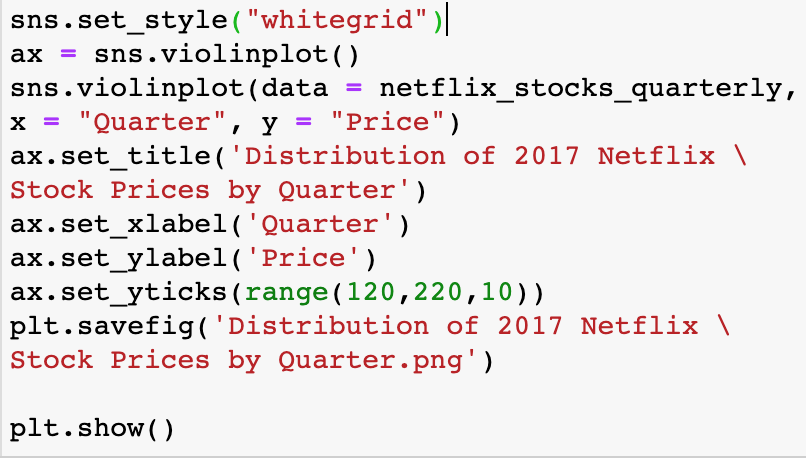 sns.set_style("whitegrid")
ax = sns.violinplot()
sns.violinplot(data = netflix_stocks_quarterly,
x = "Quarter", y = "Price")
ax.set_title('Distribution of 2017 Netflix \
Stock Prices by Quarter')
ax.set_xlabel('Quarter')
ax.set_ylabel('Price')
ax.set_yticks(range(120,220,10))
plt.savefig('Distribution of 2017 Netflix \
Stock Prices by Quarter.png')
plt.show()